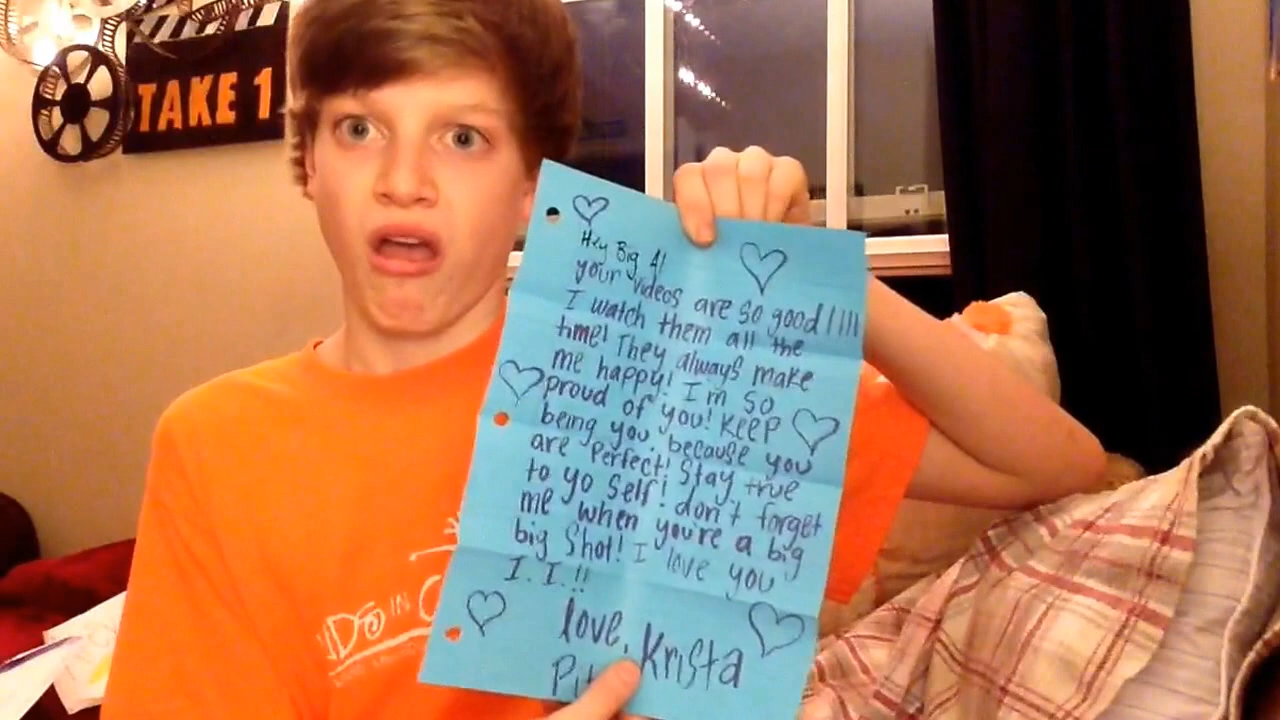 TAKE 1
Hey Big A!
your videos are so good!!!!
I watch them all the
time! They always make
me happy! I'm so
proud of you! Keep
being you, because you
are perfect! Stay true
to yo self! don't forget
me when you're a big
big Shot! I love you
I. I. !!
love, Krista
IN